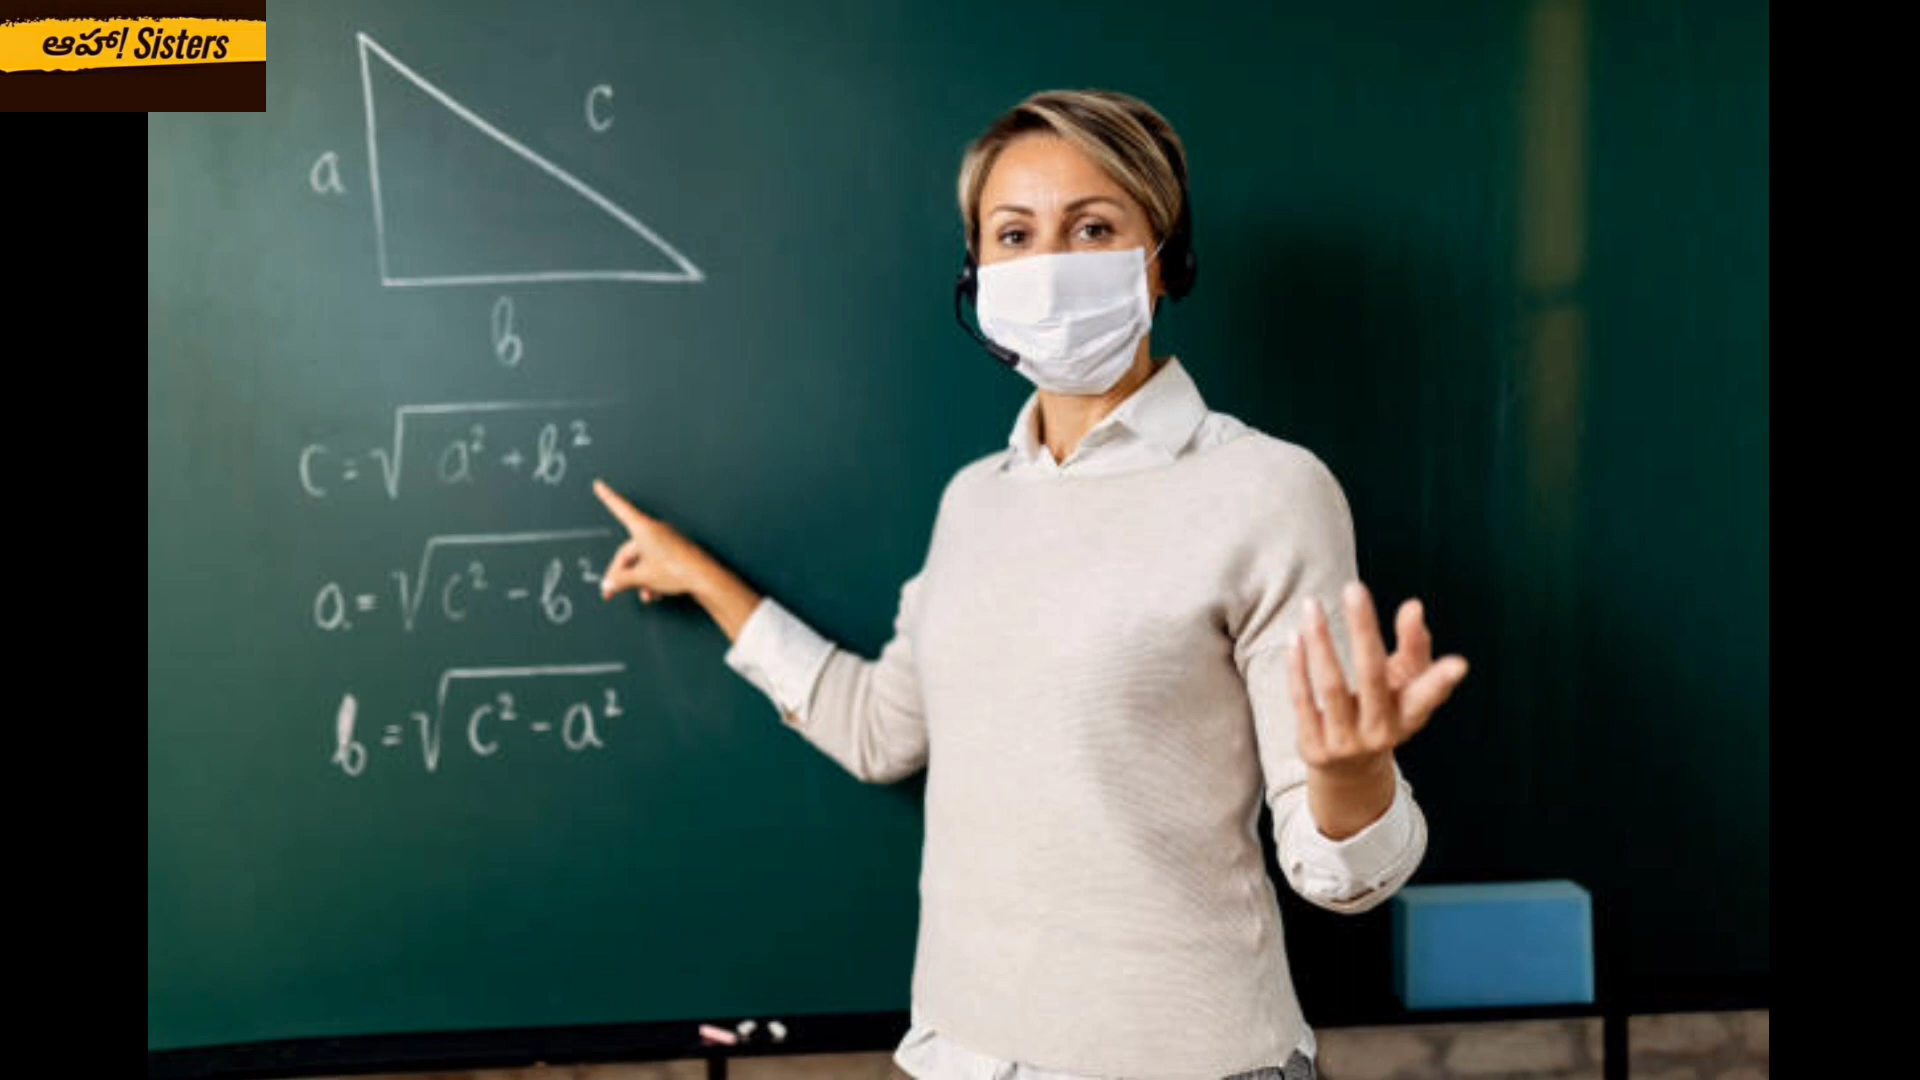 ఆహా! Sisters
c
a
b
c = √a² + b²
a = √c² - b²
b = √c² - a²